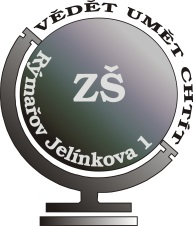 VĚDĚT UMĚT CHTÍT
ZŠ
Rýmařov Jelínkova 1